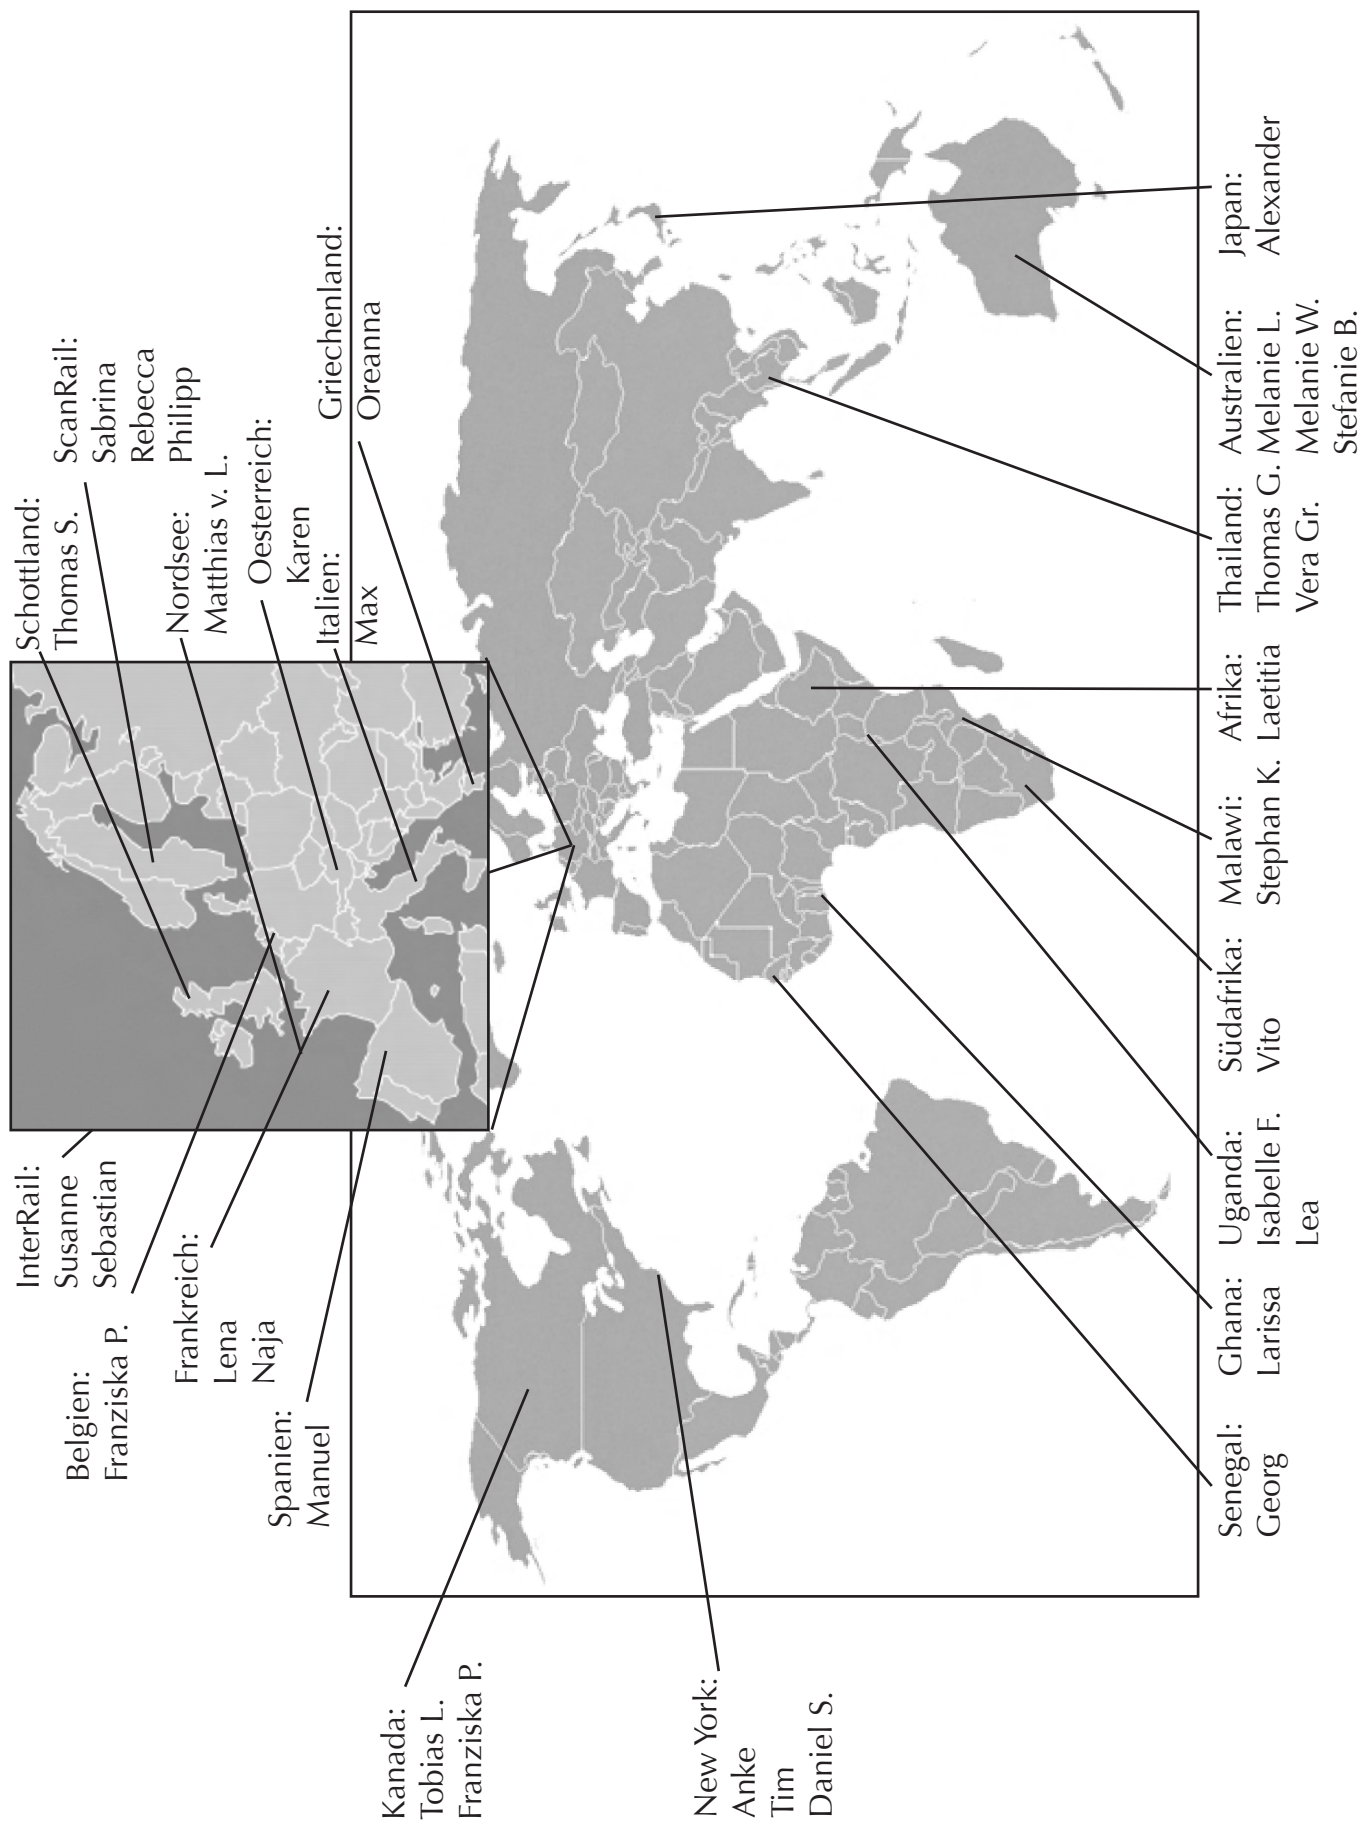 InterRail:
Susanne
Sebastian
Schottland:
Thomas S.
ScanRail:
Sabrina
Rebecca
Philipp
Belgien:
Franziska P.
Nordsee:
Matthias v. L.
Frankreich:
Lena
Naja
Oesterreich:
Karen
Spanien:
Manuel
Italien:
Max
Griechenland:
Oreanna
Kanada:
Tobias L.
Franziska P.
New York:
Anke
Tim
Daniel S.
Senegal:
Georg
Ghana:
Larissa
Uganda:
Isabelle F.
Lea
Südafrika:
Vito
Malawi:
Stephan K.
Afrika:
Laetitia
Thailand:
Thomas G.
Vera Gr.
Australien:
Melanie L.
Melanie W.
Stefanie B.
Japan:
Alexander